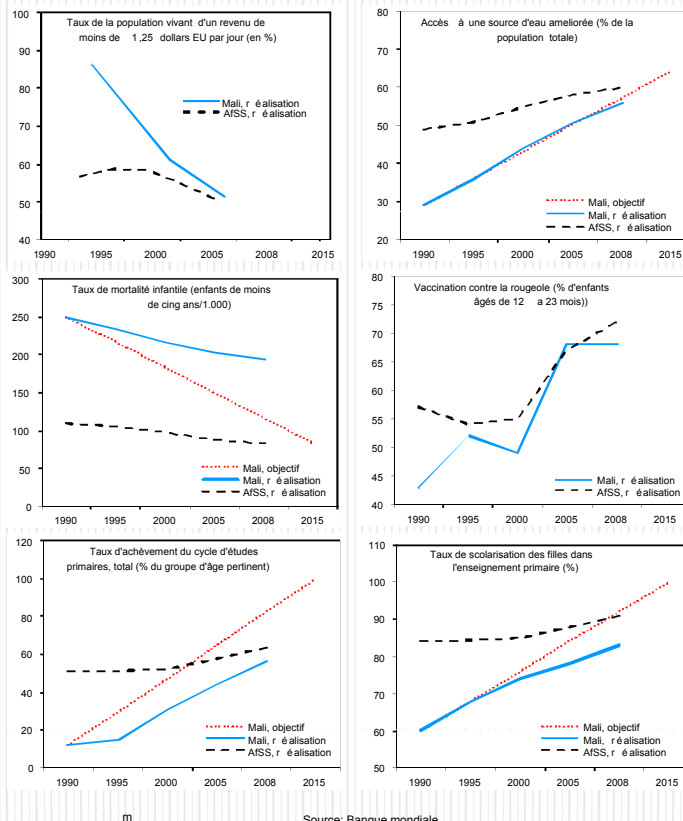 Taux de la population vivant d'un revenu de
moins de 1,25 dollars EU par jour (en %)
100
90
80
70
60
50
40
Mali, r éalisation
AfSS, r éalisation
1990 1995 2000 2005 2008 2015
Accès à une source d'eau ameliorée (% de la
population totale)
80
70
60
50
40
30
20
Mali, objectif
Mali, r éalisation
AfSS, r éalisation
1990 1995 2000 2005 2008 2015
Taux de mortalité infantile (enfants de moins
de cinq ans/1.000)
300
250
200
150
100
50
0
Mali, objectif
Mali, r éalisation
AfSS, r éalisation
1990 1995 2000 2005 2008 2015
Vaccination contre la rougeole (% d'enfants
âgés de 12 a 23 mois))
80
75
70
65
60
55
50
45
40
Mali, r éalisation
AfSS, r éalisation
1990 1995 2000 2005 2008 2015
Taux d'achèvement du cycle d'études
primaires, total (% du groupe d'âge pertinent)
120
100
80
60
40
20
0
Mali, objectif
Mali, r éalisation
AfSS, r éalisation
1990 1995 2000 2005 2008 2015
Taux de scolarisation des filles dans
l'enseignement primaire (%)
110
100
90
80
70
60
50
Mali, objectif
Mali, r éalisation
AfSS, r éalisation
1990 1995 2000 2005 2008 2015
m
Source: Banque mondiale